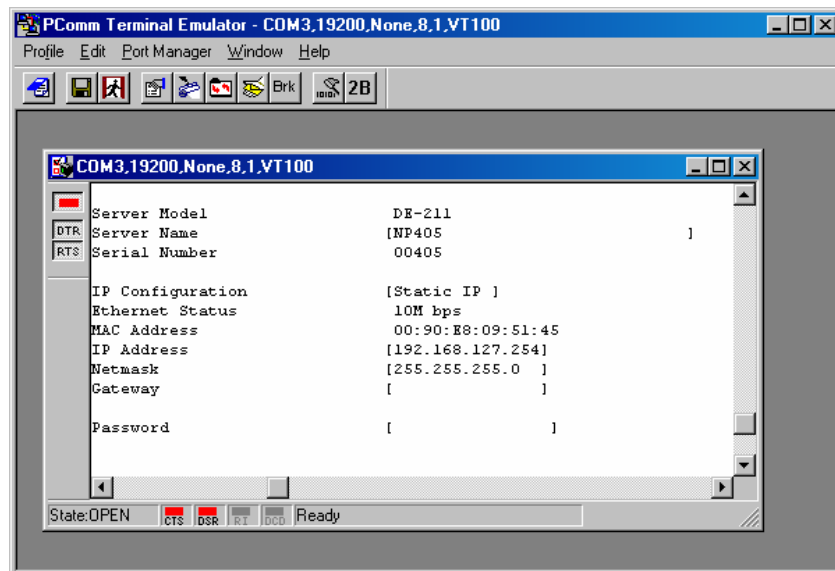 PComm Terminal Emulator - COM3,19200,None,8,1,VT100
Profile Edit Port Manager Window Help
Brk 2B
COM3,19200,None,8,1,VT100
DTR
RTS
Server Model DE-211
Server Name [NP405 ]
Serial Number 00405
IP Configuration [Static IP ]
Ethernet Status 10M bps
MAC Address 00:90:E8:09:51:45
IP Address [192.168.127.254]
Netmask [255.255.255.0 ]
Gateway [ ]
Password [ ]
State:OPEN CTS DSR RI DCD Ready